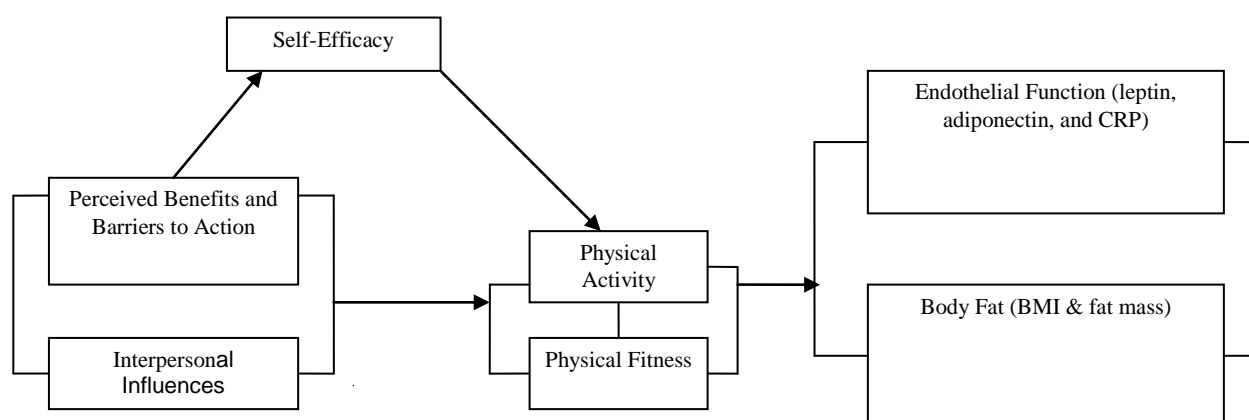 Self-Efficacy
Endothelial Function (leptin,
adiponectin, and CRP)
Perceived Benefits and
Barriers to Action
Physical
Activity
Body Fat (BMI & fat mass)
Interpersonal
Influences
Physical Fitness